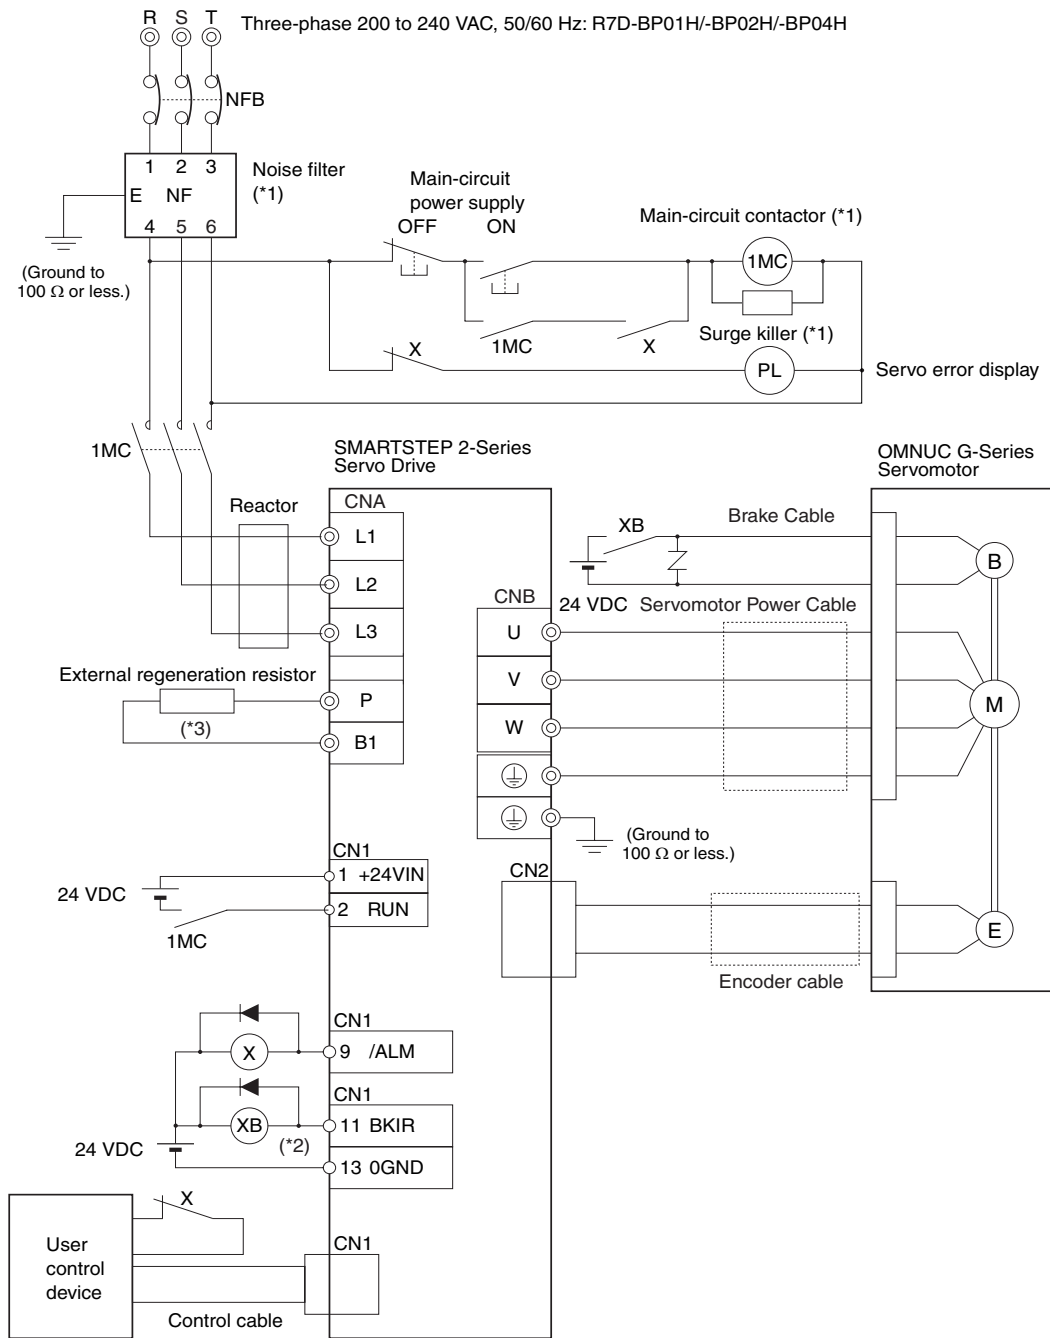 R S T
Three-phase 200 to 240 VAC, 50/60 Hz: R7D-BP01H/-BP02H/-BP04H
NFB
1 2 3
E NF
4 5 6
Noise filter
(*1)
(Ground to
100 Ω or less.)
Main-circuit
power supply
OFF ON
Main-circuit contactor (*1)
1MC
1MC
X
Surge killer (*1)
X
PL
Servo error display
1MC
SMARTSTEP 2-Series
Servo Drive
OMNUC G-Series
Servomotor
Reactor
CNA
L1
L2
L3
External regeneration resistor
(*3)
P
B1
XB
Brake Cable
24 VDC
Servomotor Power Cable
CNB
U
V
W
B
M
E
(Ground to
100 Ω or less.)
CN1
1 +24VIN
2 RUN
24 VDC
1MC
CN2
Encoder cable
CN1
X
9 /ALM
CN1
XB
(*2)
11 BKIR
24 VDC
13 0GND
X
User
control
device
CN1
Control cable